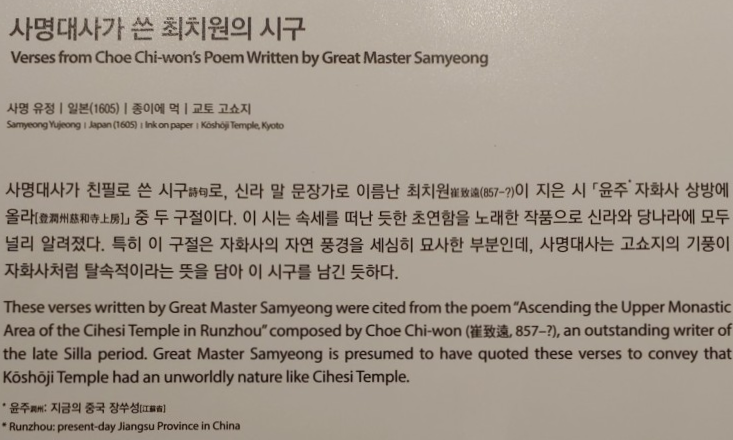 사명대사가 쓴 최치원의 시구
Verses from Choe Chi-won's Poem Written by Great Master Samyeong
사명 유정 | 일본(1605) | 종이에 먹 | 교토 고쇼지
Samyeong Yujeong | Japan (1605) | Ink on paper | Kōshōji Temple, Kyoto
사명대사가 친필로 쓴 시구詩句로, 신라 말 문장가로 이름난 최치원崔致遠(857-?)이 지은 시 「윤주* 자화사 상방에
올라[登潤州慈和寺上房]」 중 두 구절이다. 이 시는 속세를 떠난 듯한 초연함을 노래한 작품으로 신라와 당나라에 모두
널리 알려졌다. 특히 이 구절은 자화사의 자연 풍경을 세심히 묘사한 부분인데, 사명대사는 고쇼지의 기풍이
자화사처럼 탈속적이라는 뜻을 담아 이 시구를 남긴 듯하다.
These verses written by Great Master Samyeong were cited from the poem "Ascending the Upper Monastic
Area of the Cihesi Temple in Runzhou" composed by Choe Chi-won (崔致遠, 857–?), an outstanding writer of
the late Silla period. Great Master Samyeong is presumed to have quoted these verses to convey that
Kōshōji Temple had an unworldly nature like Cihesi Temple.
* 윤주潤州: 지금의 중국 장쑤성[江蘇省]
* Runzhou: present-day Jiangsu Province in China